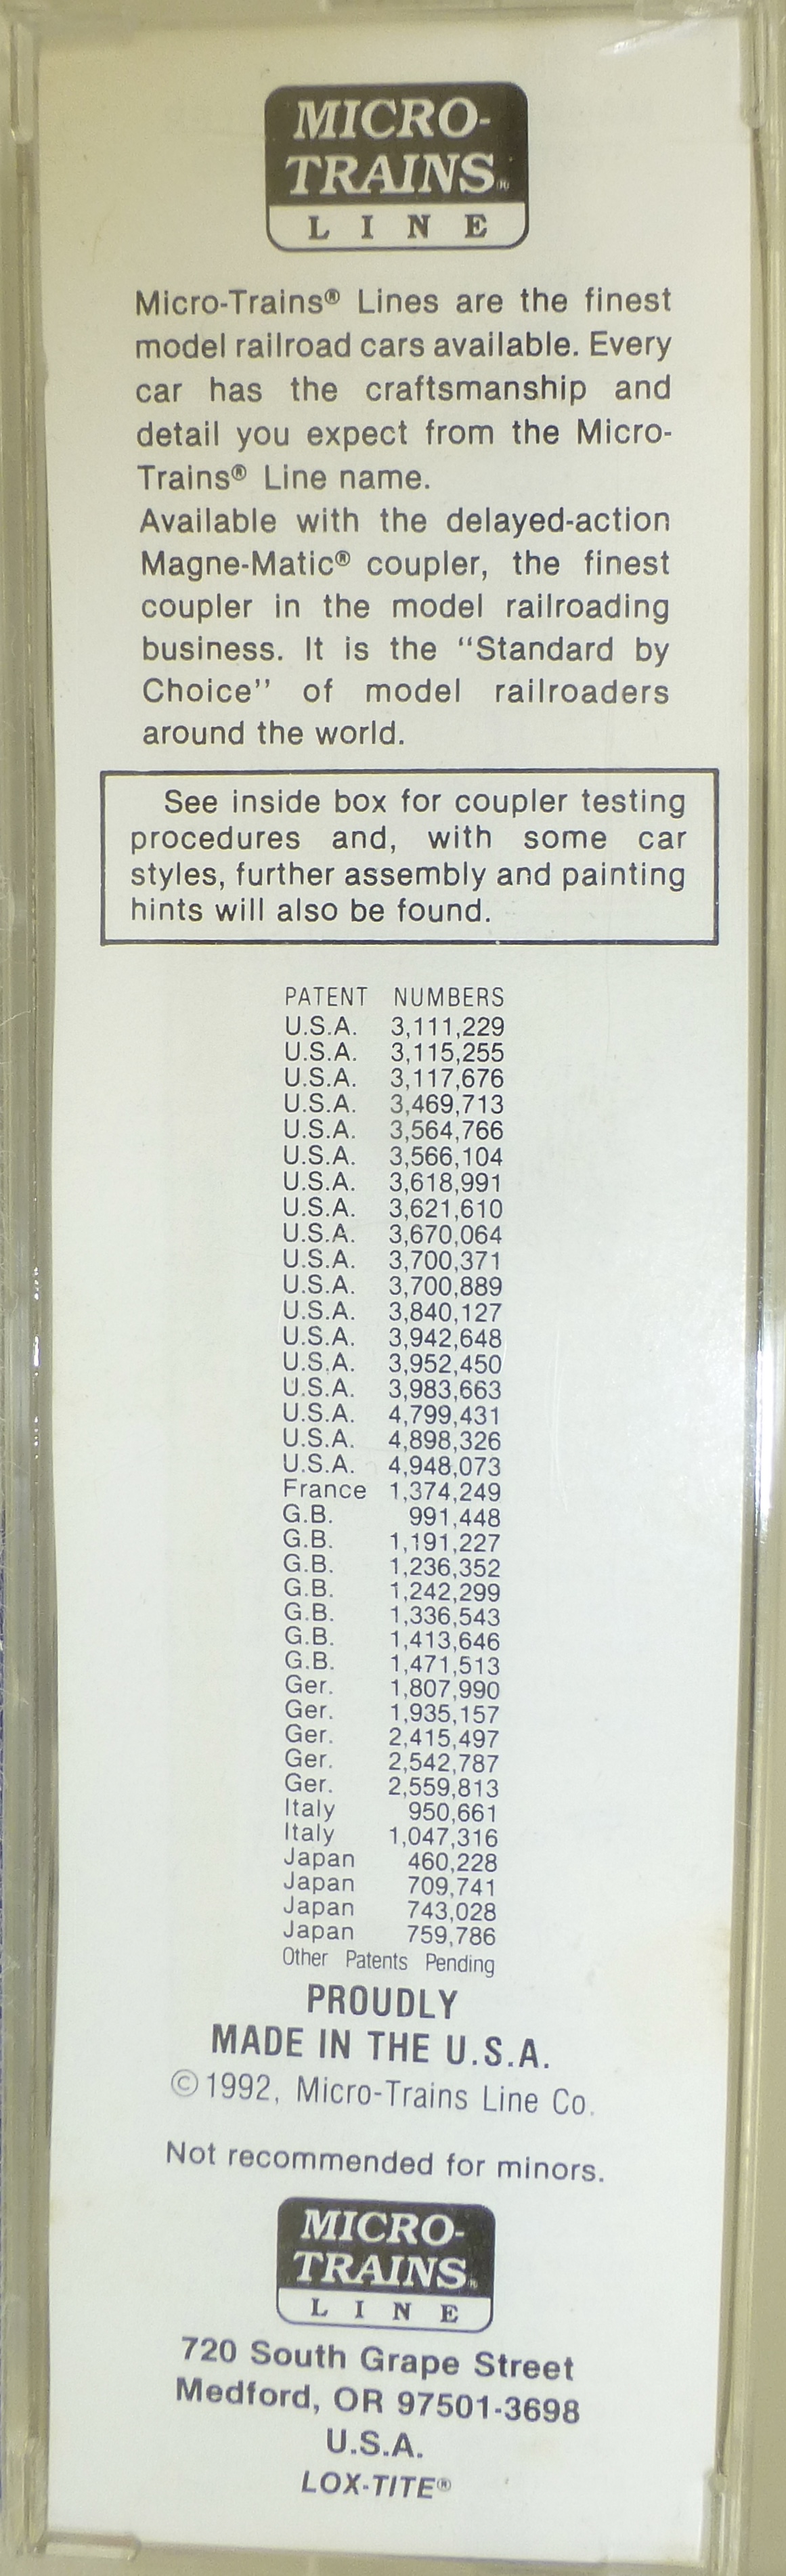 MICRO-
TRAINS®
LINE
Micro-Trains® Lines are the finest
model railroad cars available. Every
car has the craftsmanship and
detail you expect from the Micro-
Trains® Line name.
Available with the delayed-action
Magne-Matic® coupler, the finest
coupler in the model railroading
business. It is the “Standard by
Choice” of model railroaders
around the world.
See inside box for coupler testing
procedures and, with some car
styles, further assembly and painting
hints will also be found.
PATENT NUMBERS
U.S.A. 3,111,229
U.S.A. 3,115,255
U.S.A. 3,117,676
U.S.A. 3,469,713
U.S.A. 3,564,766
U.S.A. 3,566,104
U.S.A. 3,618,991
U.S.A. 3,621,610
U.S.A. 3,670,064
U.S.A. 3,700,371
U.S.A. 3,700,889
U.S.A. 3,840,127
U.S.A. 3,942,648
U.S.A. 3,952,450
U.S.A. 3,983,663
U.S.A. 4,799,431
U.S.A. 4,898,326
U.S.A. 4,948,073
France 1,374,249
G.B. 991,448
G.B. 1,191,227
G.B. 1,236,352
G.B. 1,242,299
G.B. 1,336,543
G.B. 1,413,646
G.B. 1,471,513
Ger. 1,807,990
Ger. 1,935,157
Ger. 2,415,497
Ger. 2,542,787
Ger. 2,559,813
Italy 950,661
Italy 1,047,316
Japan 460,228
Japan 709,741
Japan 743,028
Japan 759,786
Other Patents Pending
PROUDLY
MADE IN THE U.S.A.
©1992, Micro-Trains Line Co.
Not recommended for minors.
MICRO-
TRAINS®
LINE
720 South Grape Street
Medford, OR 97501-3698
U.S.A.
LOX-TITE®